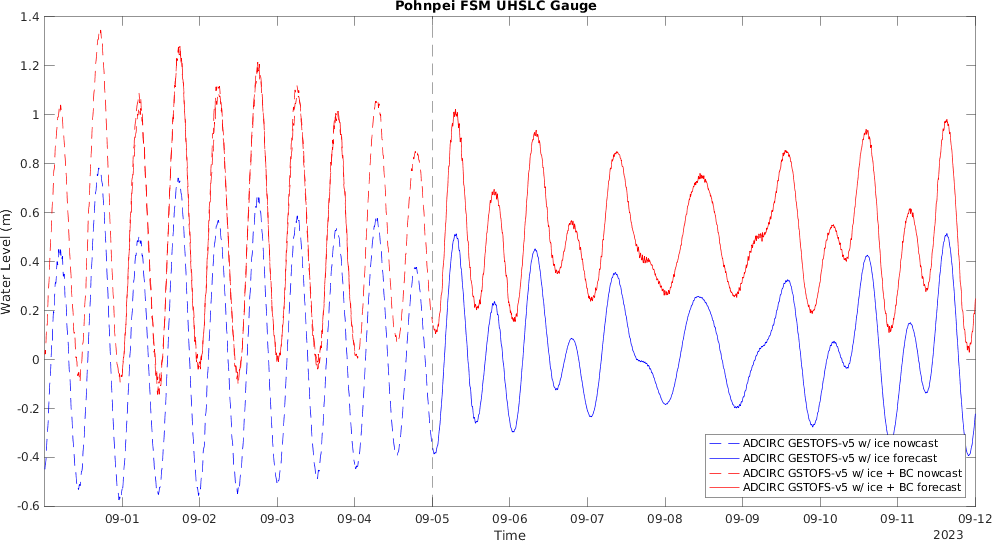 Pohnpei FSM UHSLC Gauge
1.4
1.2
1
0.8
0.6
0.4
0.2
0
-0.2
-0.4
-0.6
Water Level (m)
ADCIRC GESTOFS-v5 w/ ice nowcast
ADCIRC GESTOFS-v5 w/ ice forecast
ADCIRC GSTOFS-v5 w/ ice + BC nowcast
ADCIRC GSTOFS-v5 w/ ice + BC forecast
09-01 09-02 09-03 09-04 09-05 09-06 09-07 09-08 09-09 09-10 09-11 09-12
Time
2023